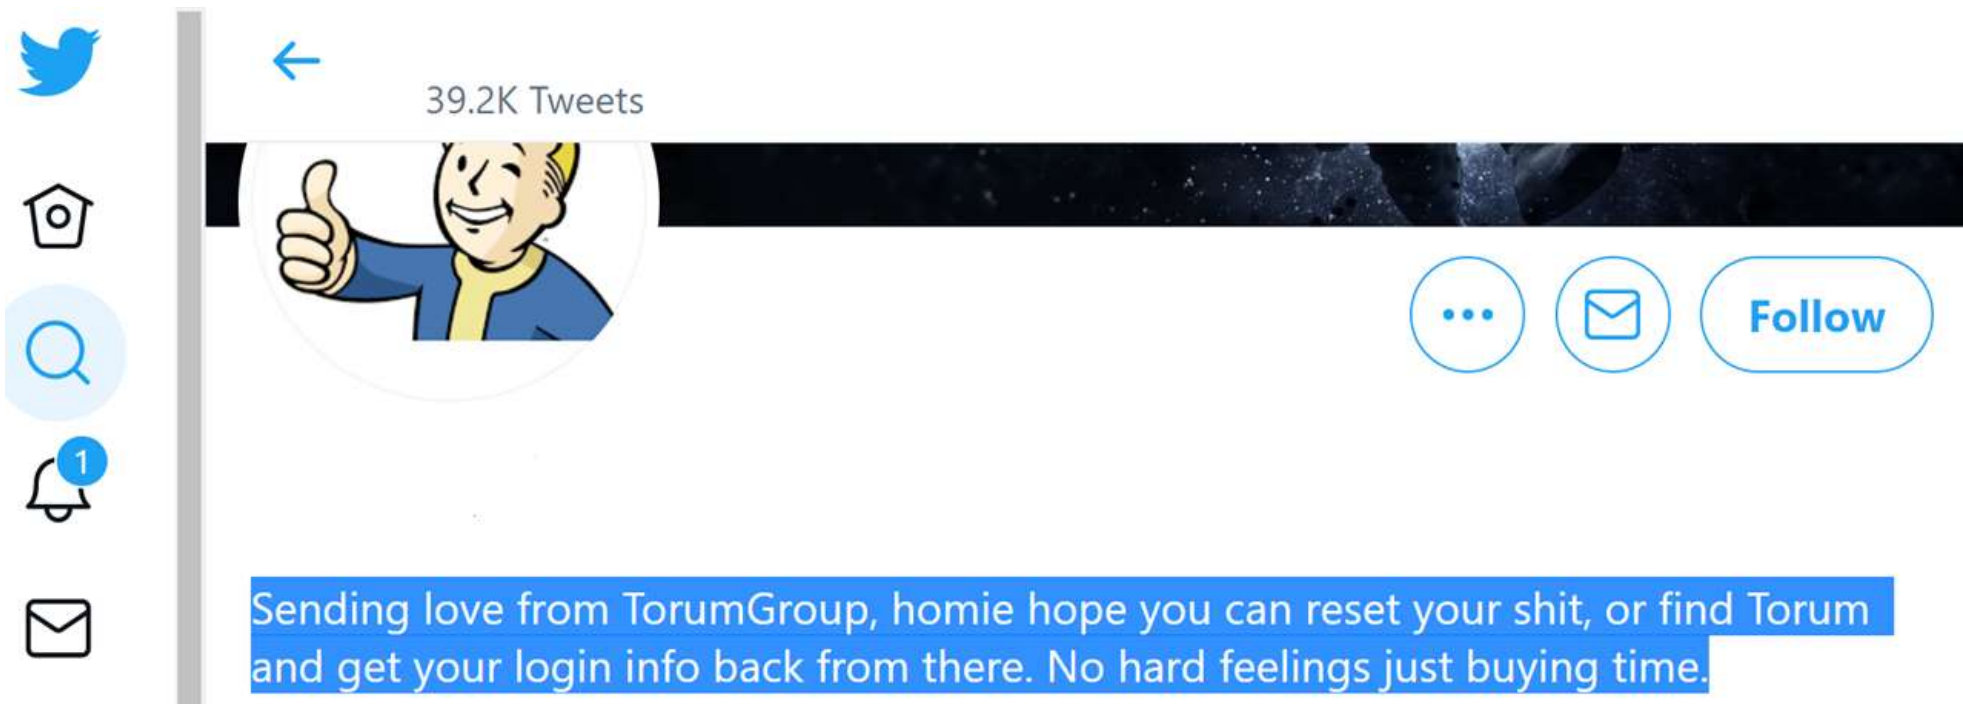 39.2K Tweets
Follow
1
Sending love from TorumGroup, homie hope you can reset your shit, or find Torum
and get your login info back from there. No hard feelings just buying time.